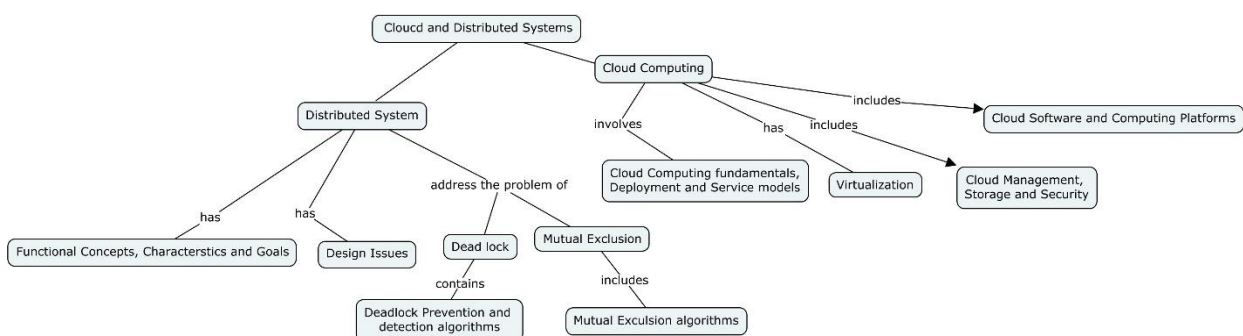 Cloucd and Distributed Systems
Cloud Computing
includes
Cloud Software and Computing Platforms
Distributed System
involves
has
includes
Cloud Computing fundamentals,
Deployment and Service models
Virtualization
Cloud Management,
Storage and Security
address the problem of
has
has
Functional Concepts, Characterstics and Goals
Design Issues
Dead lock
Mutual Exclusion
contains
includes
Deadlock Prevention and
detection algorithms
Mutual Exculsion algorithms